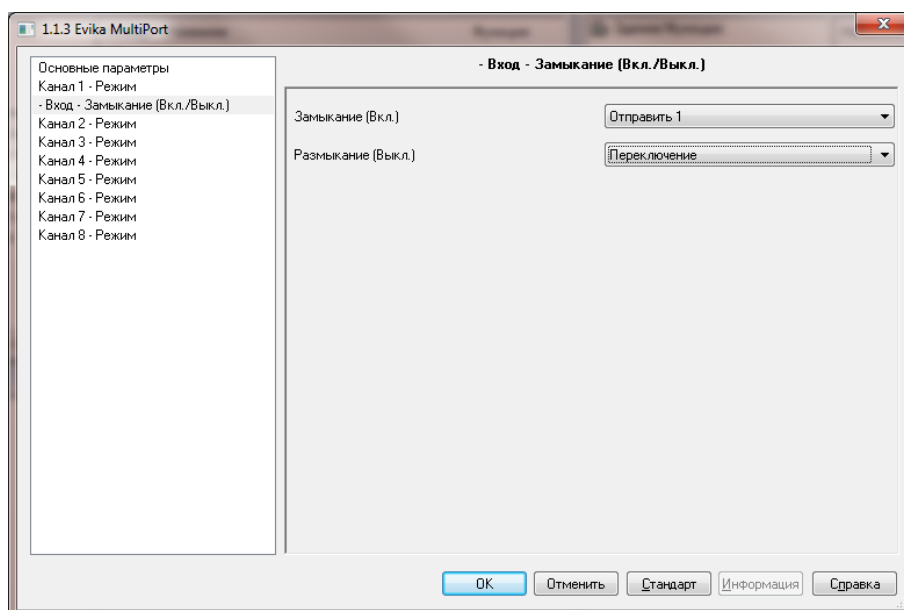 1.1.3 Evika MultiPort
Основные параметры
Канал 1 - Режим
- Вход - Замыкание (Вкл./Выкл.)
Канал 2 - Режим
Канал 3 - Режим
Канал 4 - Режим
Канал 5 - Режим
Канал 6 - Режим
Канал 7 - Режим
Канал 8 - Режим
- Вход - Замыкание (Вкл./Выкл.)
Замыкание (Вкл.)
Отправить 1
Размыкание (Выкл.)
Переключение
OK
Отменить
Стандарт
Информация
Справка